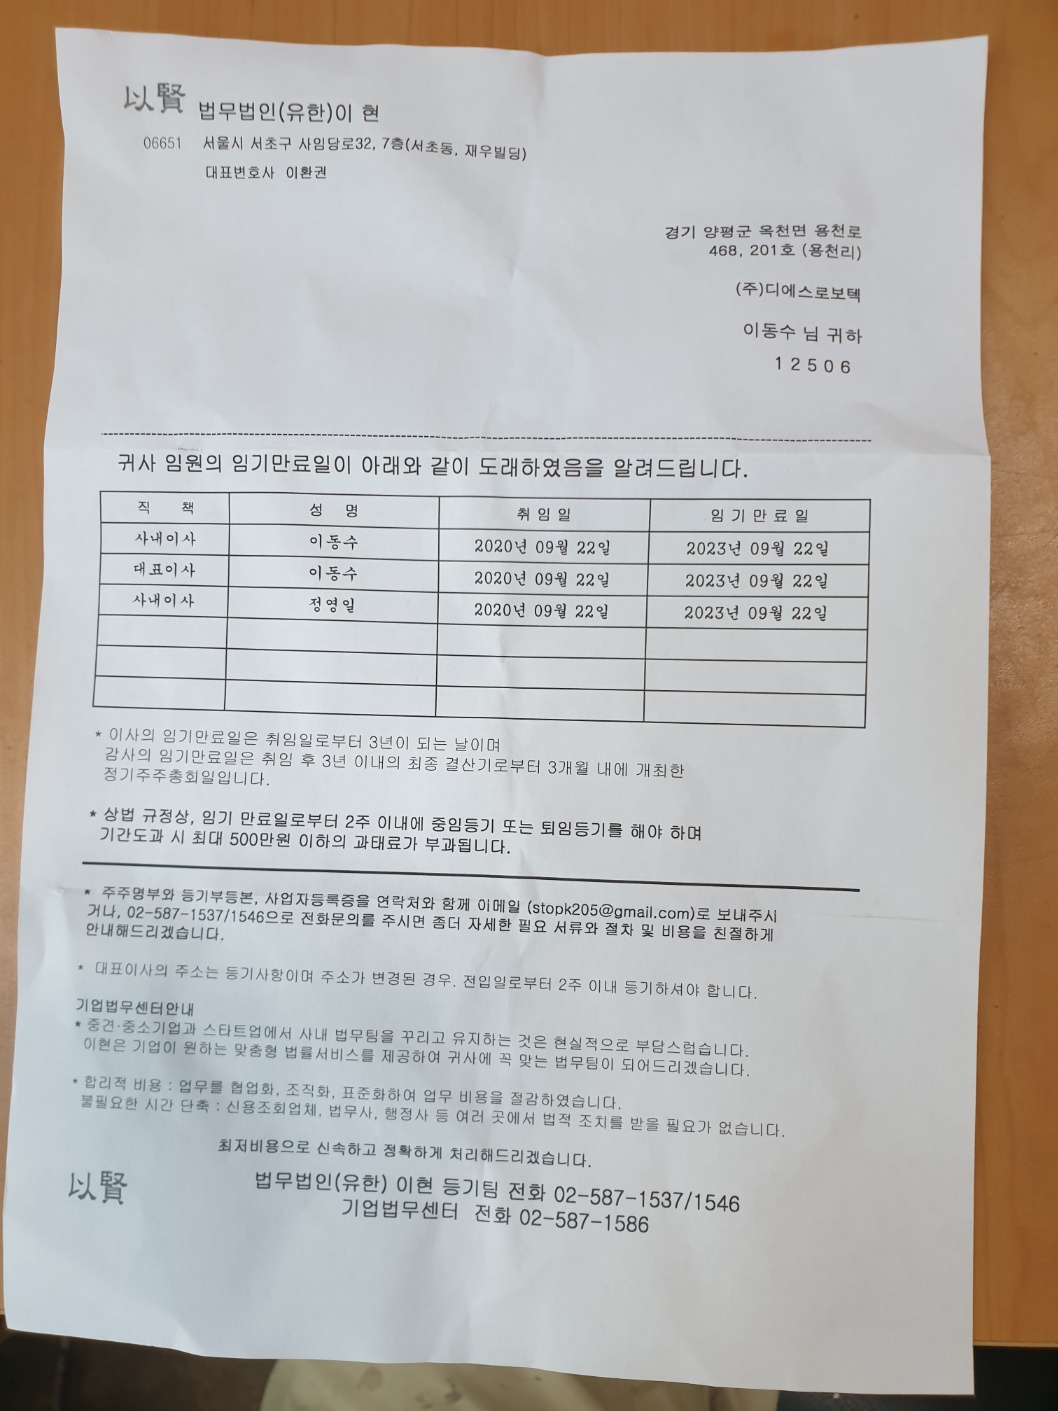 以賢 법무법인(유한)이 현
06651 서울시 서초구 사임당로32, 7층(서초동, 재우빌딩)
대표변호사 이환권
경기 양평군 옥천면 용천로
468, 201호 (용천리)
(주)디에스로보텍
이동수 님 귀하
12506
귀사 임원의 임기만료일이 아래와 같이 도래하였음을 알려드립니다.
직 책 성 명 취 임 일 임 기 만 료 일
사내이사 이동수 2020년 09월 22일 2023년 09월 22일
대표이사 이동수 2020년 09월 22일 2023년 09월 22일
사내이사 정영일 2020년 09월 22일 2023년 09월 22일
* 이사의 임기만료일은 취임일로부터 3년이 되는 날이며
감사의 임기만료일은 취임 후 3년 이내의 최종 결산기로부터 3개월 내에 개최한
정기주주총회일입니다.
* 상법 규정상, 임기 만료일로부터 2주 이내에 중임등기 또는 퇴임등기를 해야 하며
기간도과 시 최대 500만원 이하의 과태료가 부과됩니다.
* 주주명부와 등기부등본, 사업자등록증을 연락처와 함께 이메일 (stopk205@gmail.com)로 보내주시
거나, 02-587-1537/1546으로 전화문의를 주시면 좀더 자세한 필요 서류와 절차 및 비용을 친절하게
안내해드리겠습니다.
* 대표이사의 주소는 등기사항이며 주소가 변경된 경우. 전입일로부터 2주 이내 등기하셔야 합니다.
기업법무센터안내
* 중견·중소기업과 스타트업에서 사내 법무팀을 꾸리고 유지하는 것은 현실적으로 부담스럽습니다.
이현은 기업이 원하는 맞춤형 법률서비스를 제공하여 귀사에 꼭 맞는 법무팀이 되어드리겠습니다.
* 합리적 비용 : 업무를 협업화, 조직화, 표준화하여 업무 비용을 절감하였습니다.
불필요한 시간 단축 : 신용조회업체, 법무사, 행정사 등 여러 곳에서 법적 조치를 받을 필요가 없습니다.
최저비용으로 신속하고 정확하게 처리해드리겠습니다.
以賢 법무법인(유한) 이현 등기팀 전화 02-587-1537/1546
기업법무센터 전화 02-587-1586